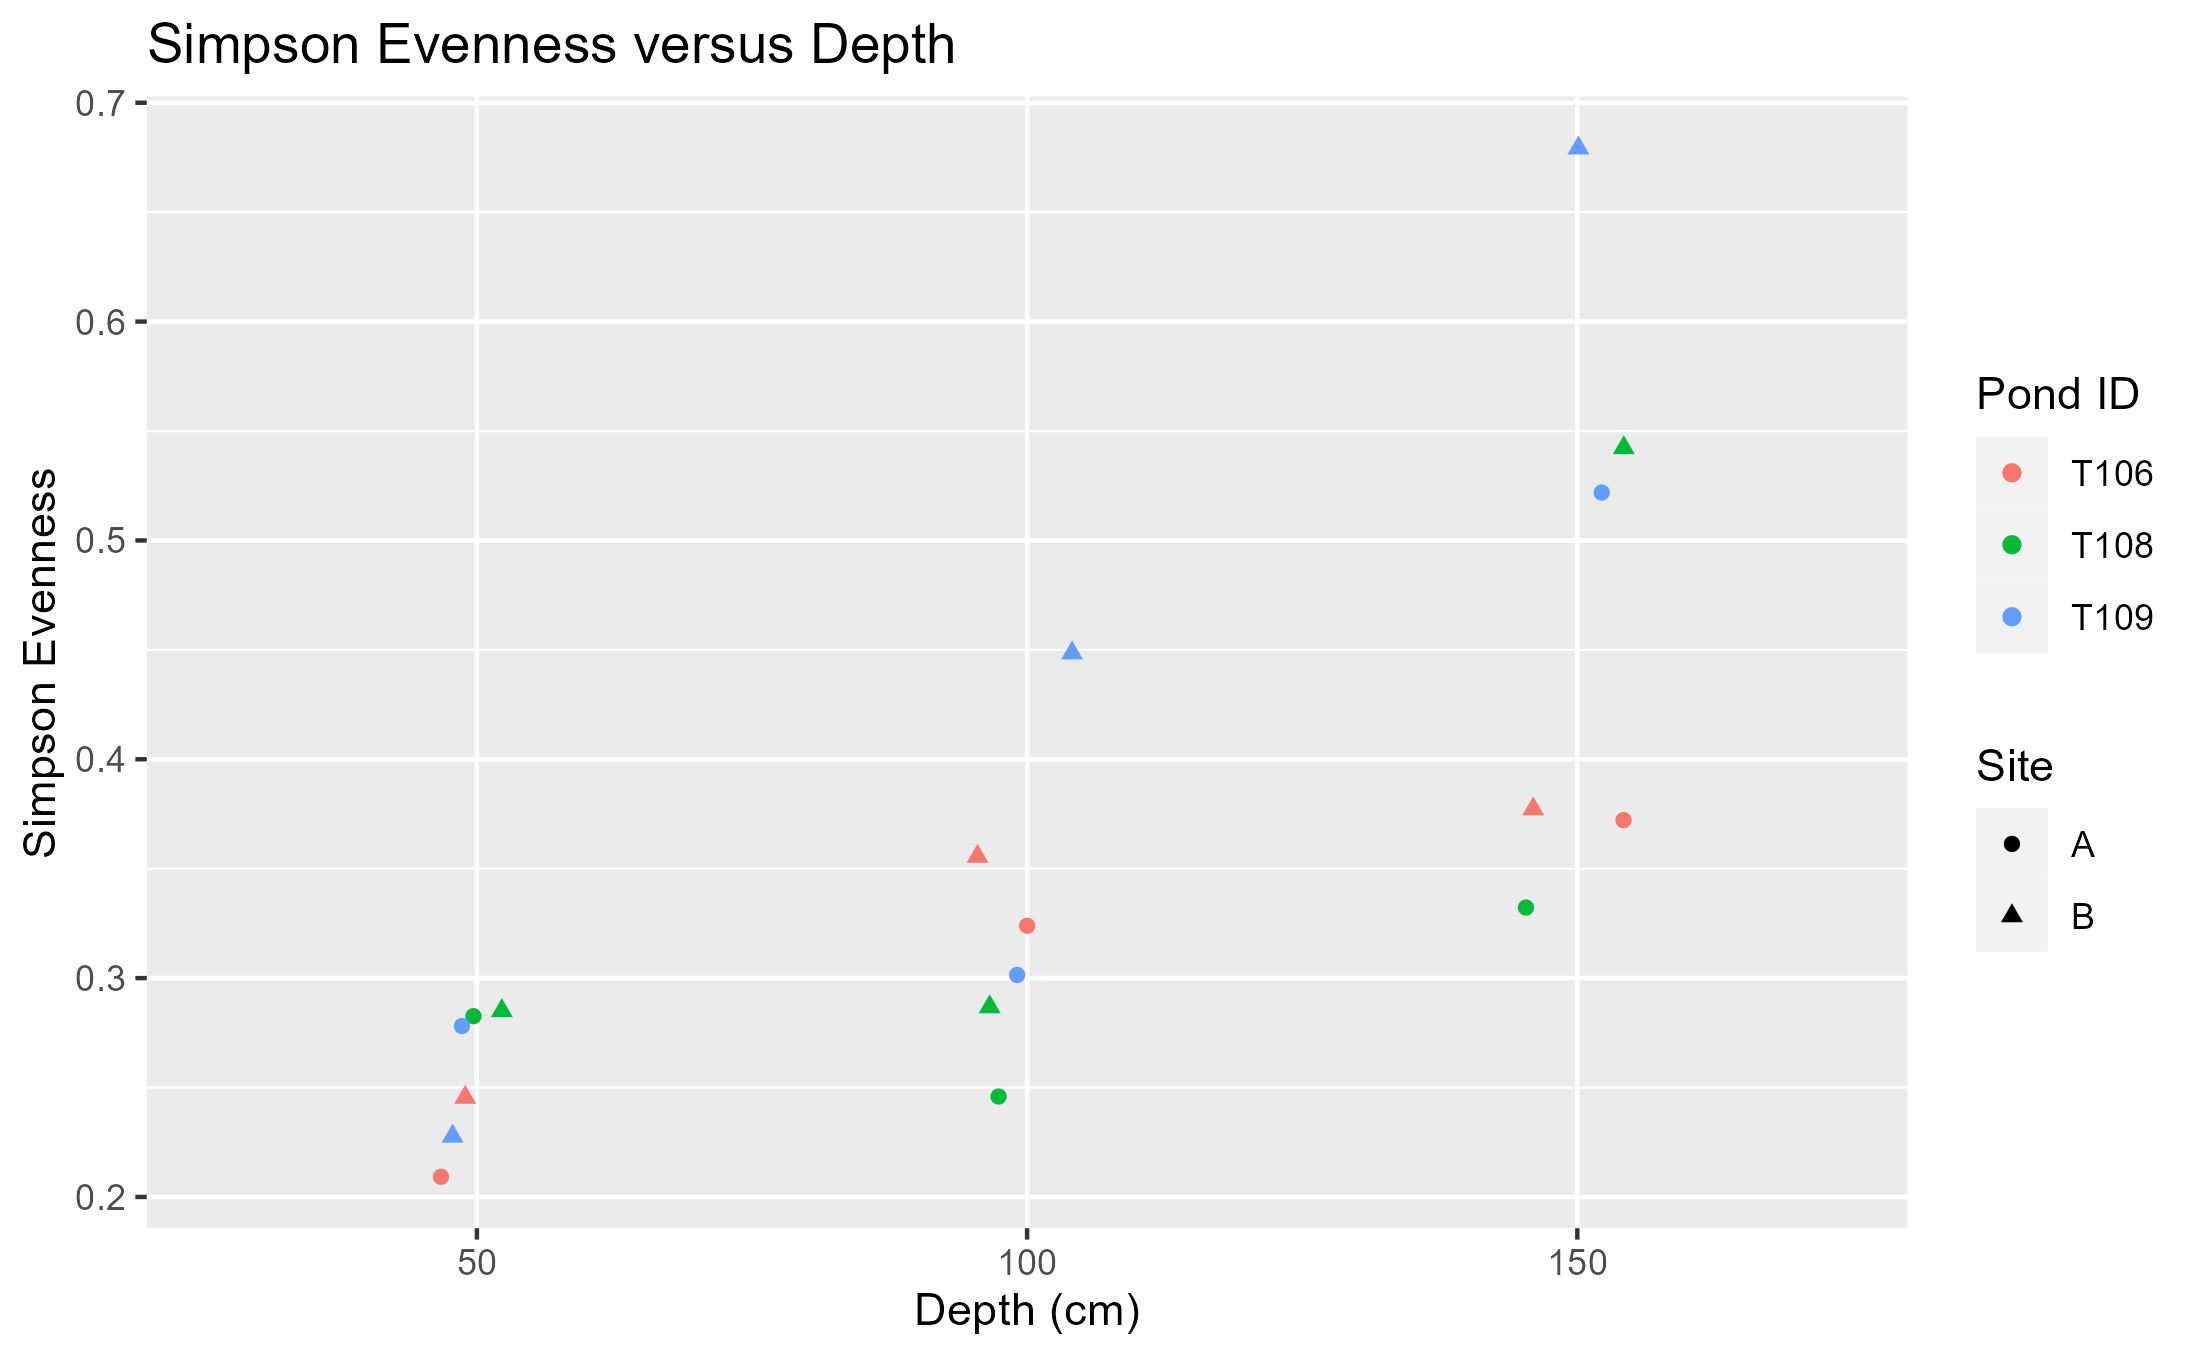 Simpson Evenness versus Depth
0.7
0.6
0.5
0.4
0.3
0.2
Simpson Evenness
50
100
150
Depth (cm)
Pond ID
T106
T108
T109
Site
A
B